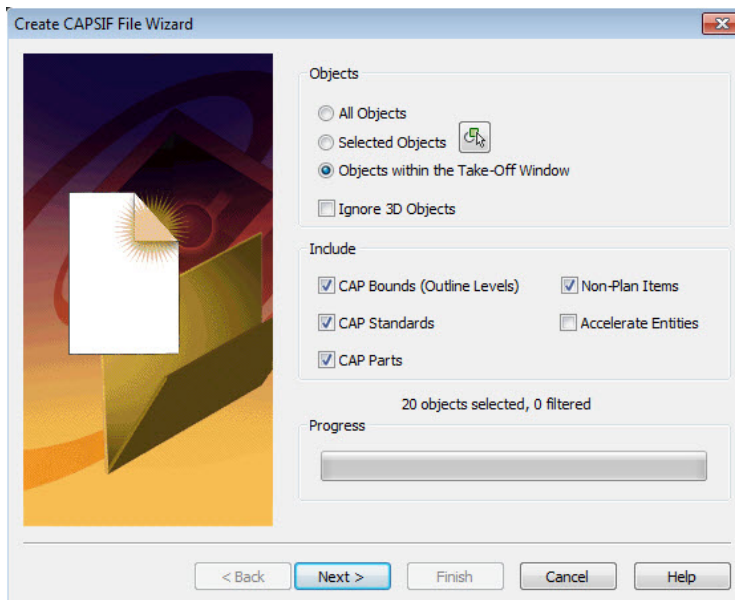 Create CAPSIF File Wizard
Objects
All Objects
Selected Objects
Objects within the Take-Off Window
Ignore 3D Objects
Include
CAP Bounds (Outline Levels)
Non-Plan Items
CAP Standards
Accelerate Entities
CAP Parts
20 objects selected, 0 filtered
Progress
< Back
Next >
Finish
Cancel
Help